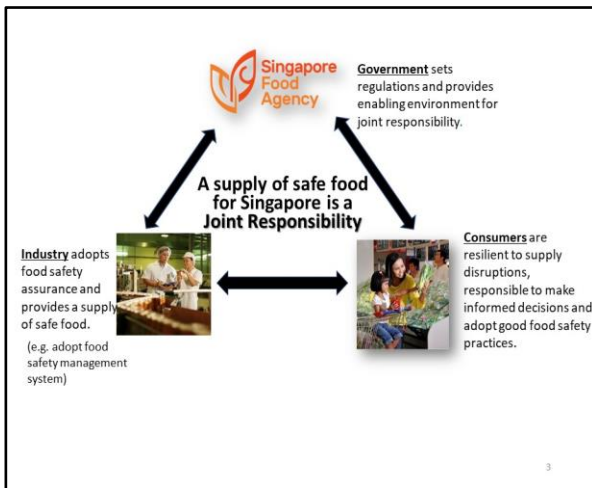 Singapore
Food
Agency
Government sets
regulations and provides
enabling environment for
joint responsibility.
A supply of safe food
for Singapore is a
Joint Responsibility
Industry adopts
food safety
assurance and
provides a supply
of safe food.
(e.g. adopt food
safety management
system)
Consumers are
resilient to supply
disruptions,
responsible to make
informed decisions and
adopt good food safety
practices.
3